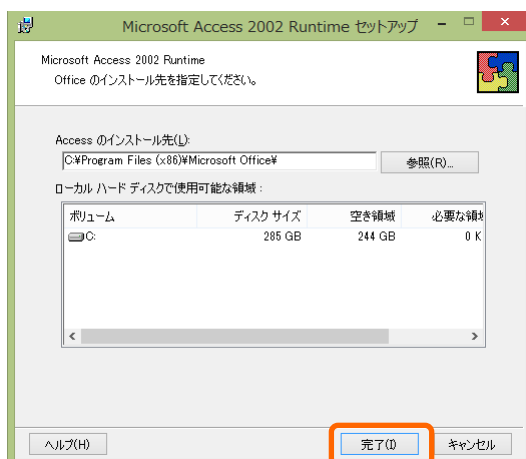 Microsoft Access 2002 Runtime セットアップ
Microsoft Access 2002 Runtime
Office のインストール先を指定してください。
Access のインストール先(L):
C:¥Program Files (x86)¥Microsoft Office¥
参照(R)...
ローカル ハード ディスクで使用可能な領域 :
ボリューム ディスク サイズ 空き領域 必要な領域
C: 285 GB 244 GB 0 K
ヘルプ(H) 完了(I) キャンセル